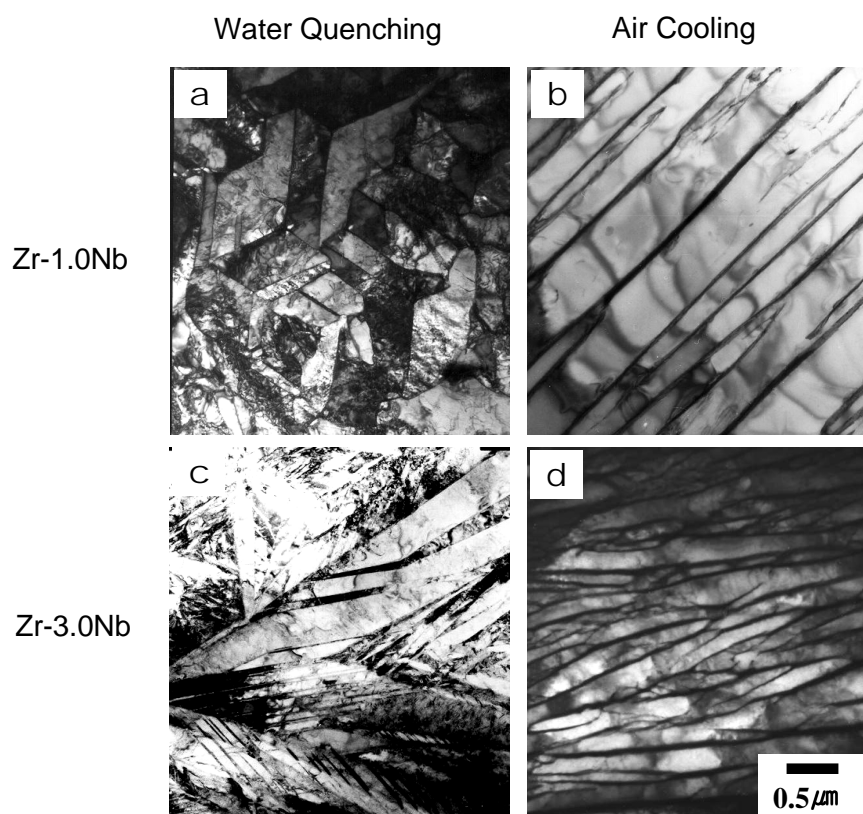 Water Quenching
Air Cooling
a
b
Zr-1.0Nb
c
d
Zr-3.0Nb
0.5㎛